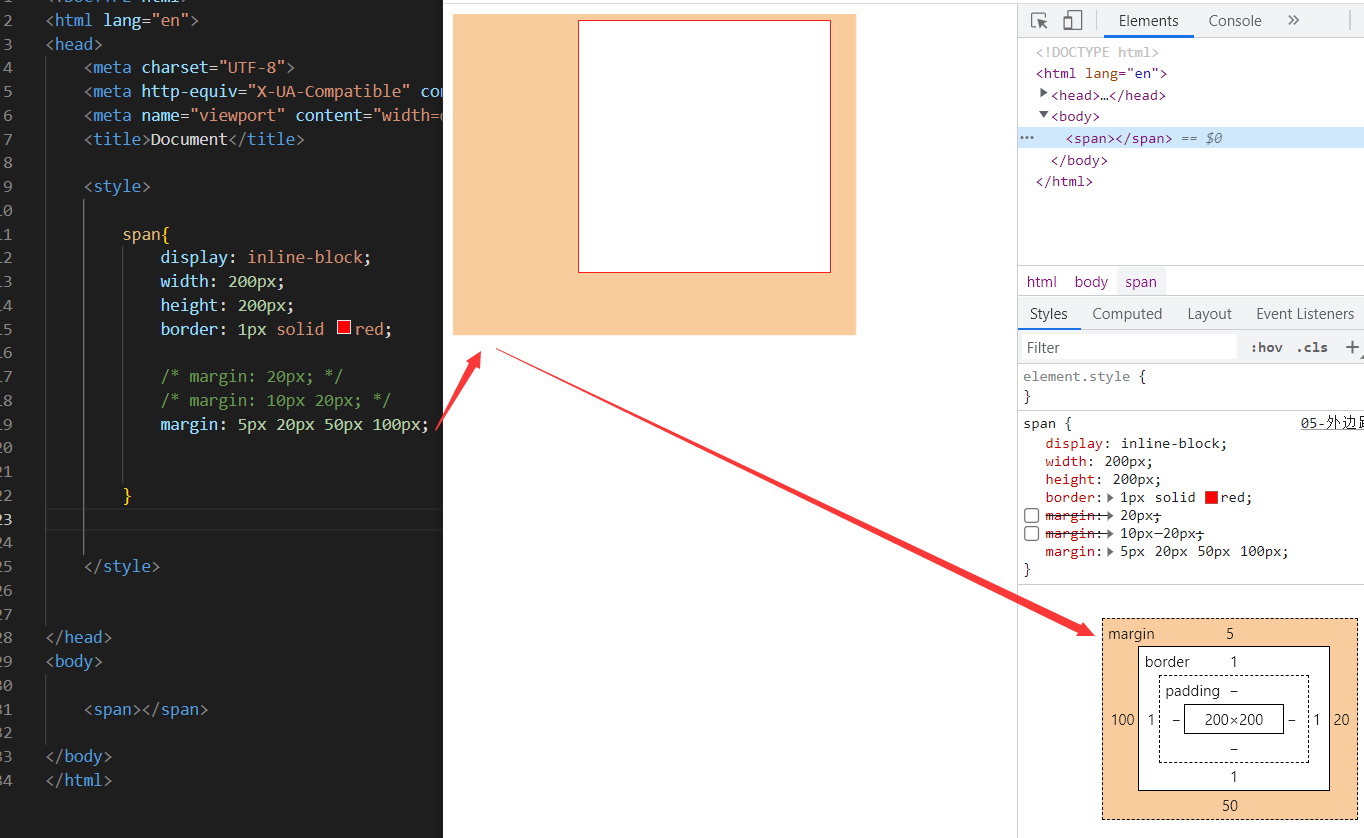 2 <html lang="en">
3 <head>
4 <meta charset="UTF-8">
5 <meta http-equiv="X-UA-Compatible"
6 <meta name="viewport" content="width=
7 <title>Document</title>
8
9 <style>
10
11 span{
12 display: inline-block;
13 width: 200px;
14 height: 200px;
15 border: 1px solid red;
16
17 /* margin: 20px; */
18 /* margin: 10px 20px; */
19 margin: 5px 20px 50px 100px;
20
21
22 }
23
24
25 </style>
26
27
28 </head>
29 <body>
30
31 <span></span>
32
33 </body>
34 </html>
Elements Console »
<!DOCTYPE html>
<html lang="en">
<head>…</head>
<body>
<span></span> == $0
</body>
</html>
html body span
Styles Computed Layout Event Listeners
Filter :hov .cls +
element.style {
}
span { 05-外边
display: inline-block;
width: 200px;
height: 200px;
border: 1px solid red;
margin: 20px;
margin: 10px 20px;
margin: 5px 20px 50px 100px;
}
margin 5
border 1
padding –
100 1 – 200×200 – 1 20
–
1
50